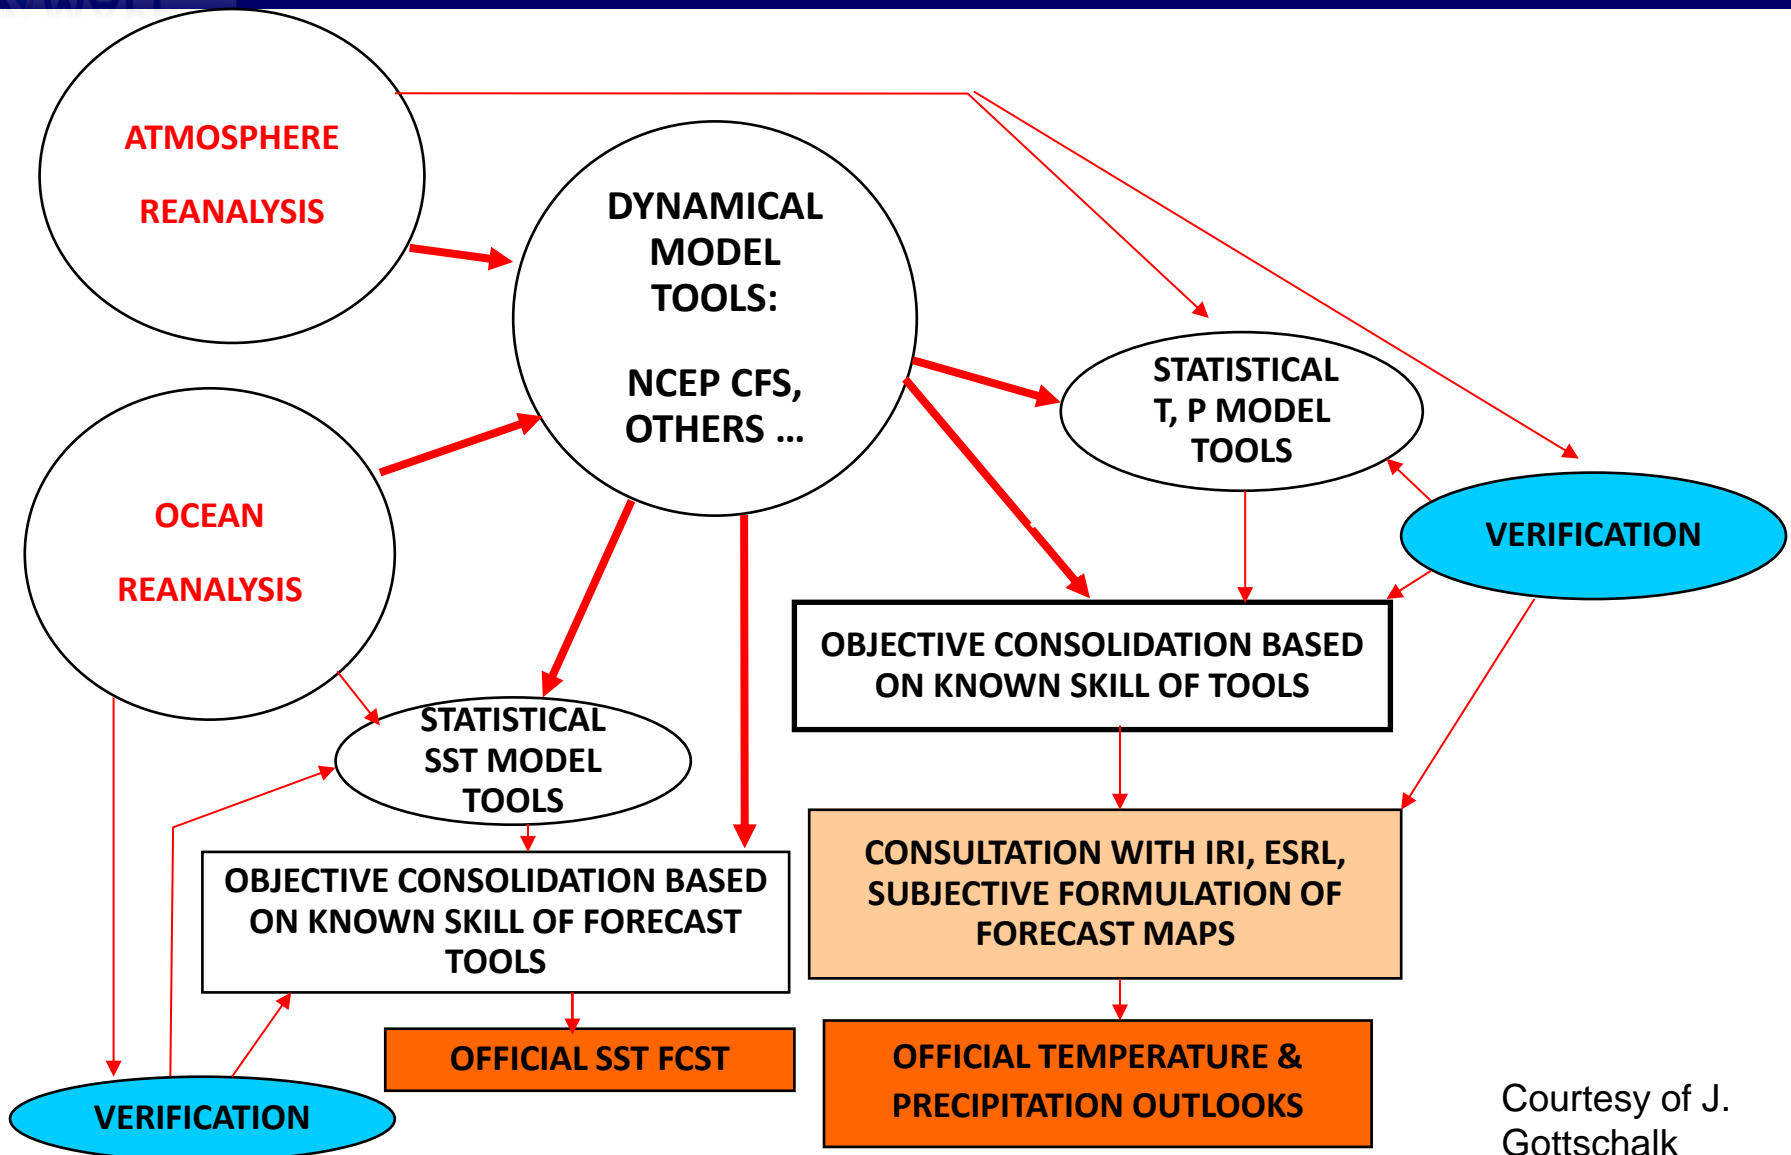 ATMOSPHERE
REANALYSIS
DYNAMICAL
MODEL
TOOLS:
NCEP CFS,
OTHERS ...
STATISTICAL
T, P MODEL
TOOLS
OCEAN
REANALYSIS
VERIFICATION
OBJECTIVE CONSOLIDATION BASED
ON KNOWN SKILL OF TOOLS
STATISTICAL
SST MODEL
TOOLS
CONSULTATION WITH IRI, ESRL,
SUBJECTIVE FORMULATION OF
FORECAST MAPS
OBJECTIVE CONSOLIDATION BASED
ON KNOWN SKILL OF FORECAST
TOOLS
OFFICIAL SST FCST
OFFICIAL TEMPERATURE &
PRECIPITATION OUTLOOKS
VERIFICATION
Courtesy of J.
Gottschalk